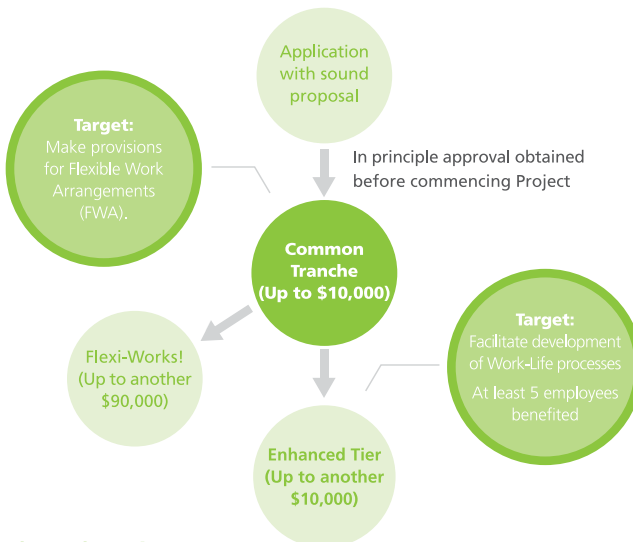 Application
with sound
proposal
Target:
Make provisions
for Flexible Work
Arrangements
(FWA).
In principle approval obtained
before commencing Project
Common
Tranche
(Up to $10,000)
Target:
Facilitate development
of Work-Life processes
At least 5 employees
benefited
Flexi-Works!
(Up to another
$90,000)
Enhanced Tier
(Up to another
$10,000)